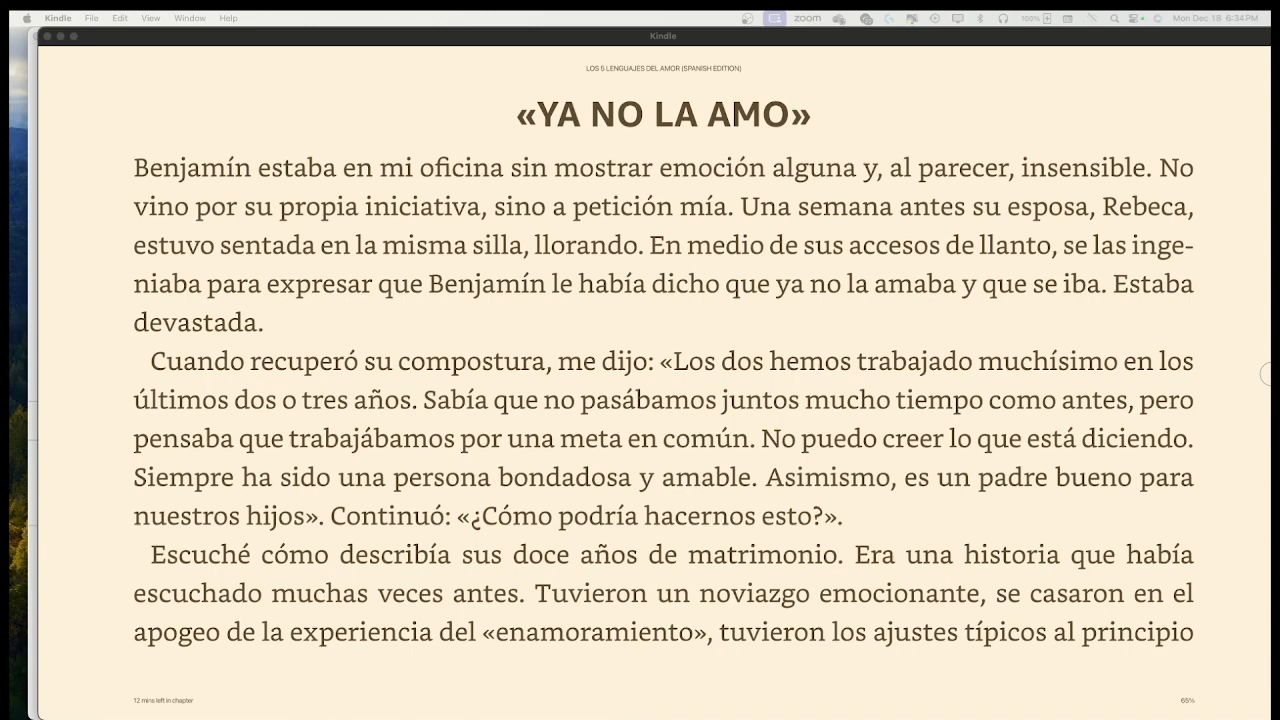 Kindle File Edit View Window Help zoom 100% Mon Dec 18 6:34PM
Kindle
LOS 5 LENGUAJES DEL AMOR (SPANISH EDITION)
«YA NO LA AMO»
Benjamín estaba en mi oficina sin mostrar emoción alguna y, al parecer, insensible. No
vino por su propia iniciativa, sino a petición mía. Una semana antes su esposa, Rebeca,
estuvo sentada en la misma silla, llorando. En medio de sus accesos de llanto, se las inge-
niaba para expresar que Benjamín le había dicho que ya no la amaba y que se iba. Estaba
devastada.
Cuando recuperó su compostura, me dijo: «Los dos hemos trabajado muchísimo en los
últimos dos o tres años. Sabía que no pasábamos juntos mucho tiempo como antes, pero
pensaba que trabajábamos por una meta en común. No puedo creer lo que está diciendo.
Siempre ha sido una persona bondadosa y amable. Asimismo, es un padre bueno para
nuestros hijos». Continuó: «¿Cómo podría hacernos esto?».
Escuché cómo describía sus doce años de matrimonio. Era una historia que había
escuchado muchas veces antes. Tuvieron un noviazgo emocionante, se casaron en el
apogeo de la experiencia del «enamoramiento», tuvieron los ajustes típicos al principio
12 mins left in chapter 65%